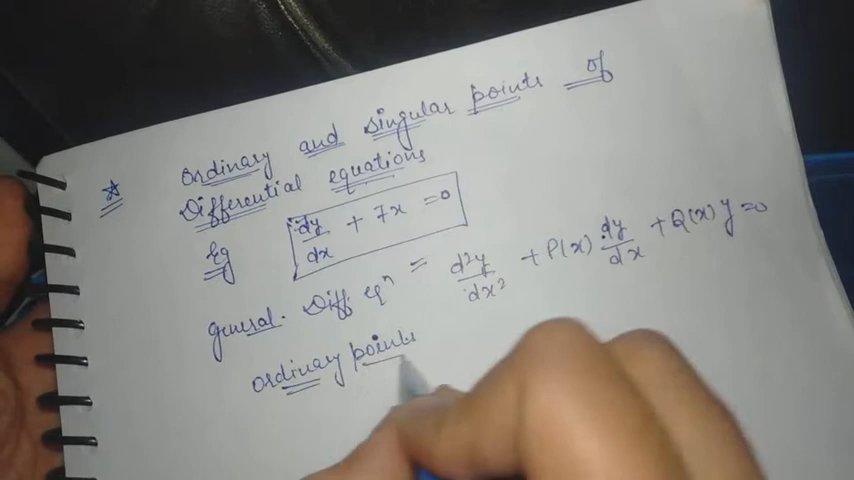 ☆ ordinary and singular points of
Differential equations
Eg dy/dx + 7x = 0
general. Diff. eqⁿ = d²y/dx² + P(x) dy/dx + Q(x) y = 0
ordinary points